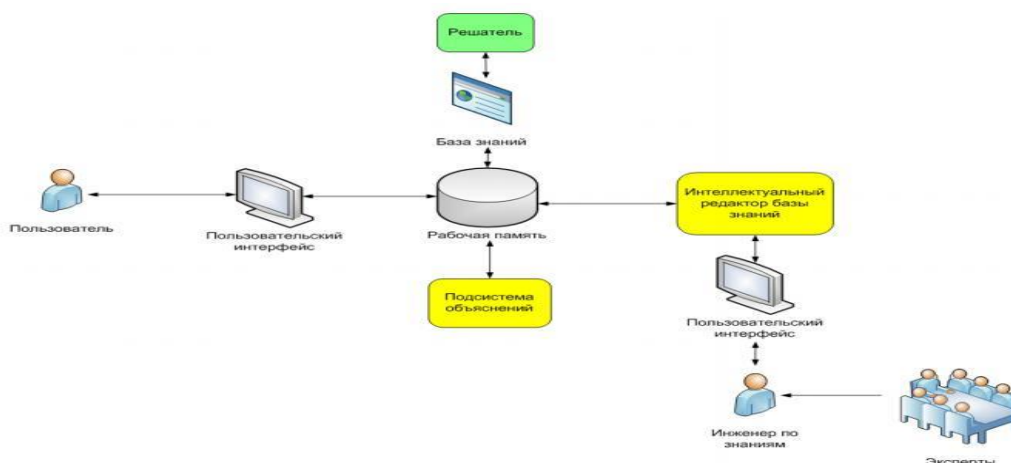 Решатель
База знаний
Пользователь
Пользовательский
интерфейс
Рабочая память
Интеллектуальный
редактор базы
знаний
Подсистема
объяснений
Пользовательский
интерфейс
Инженер по
знаниям
Эксперты